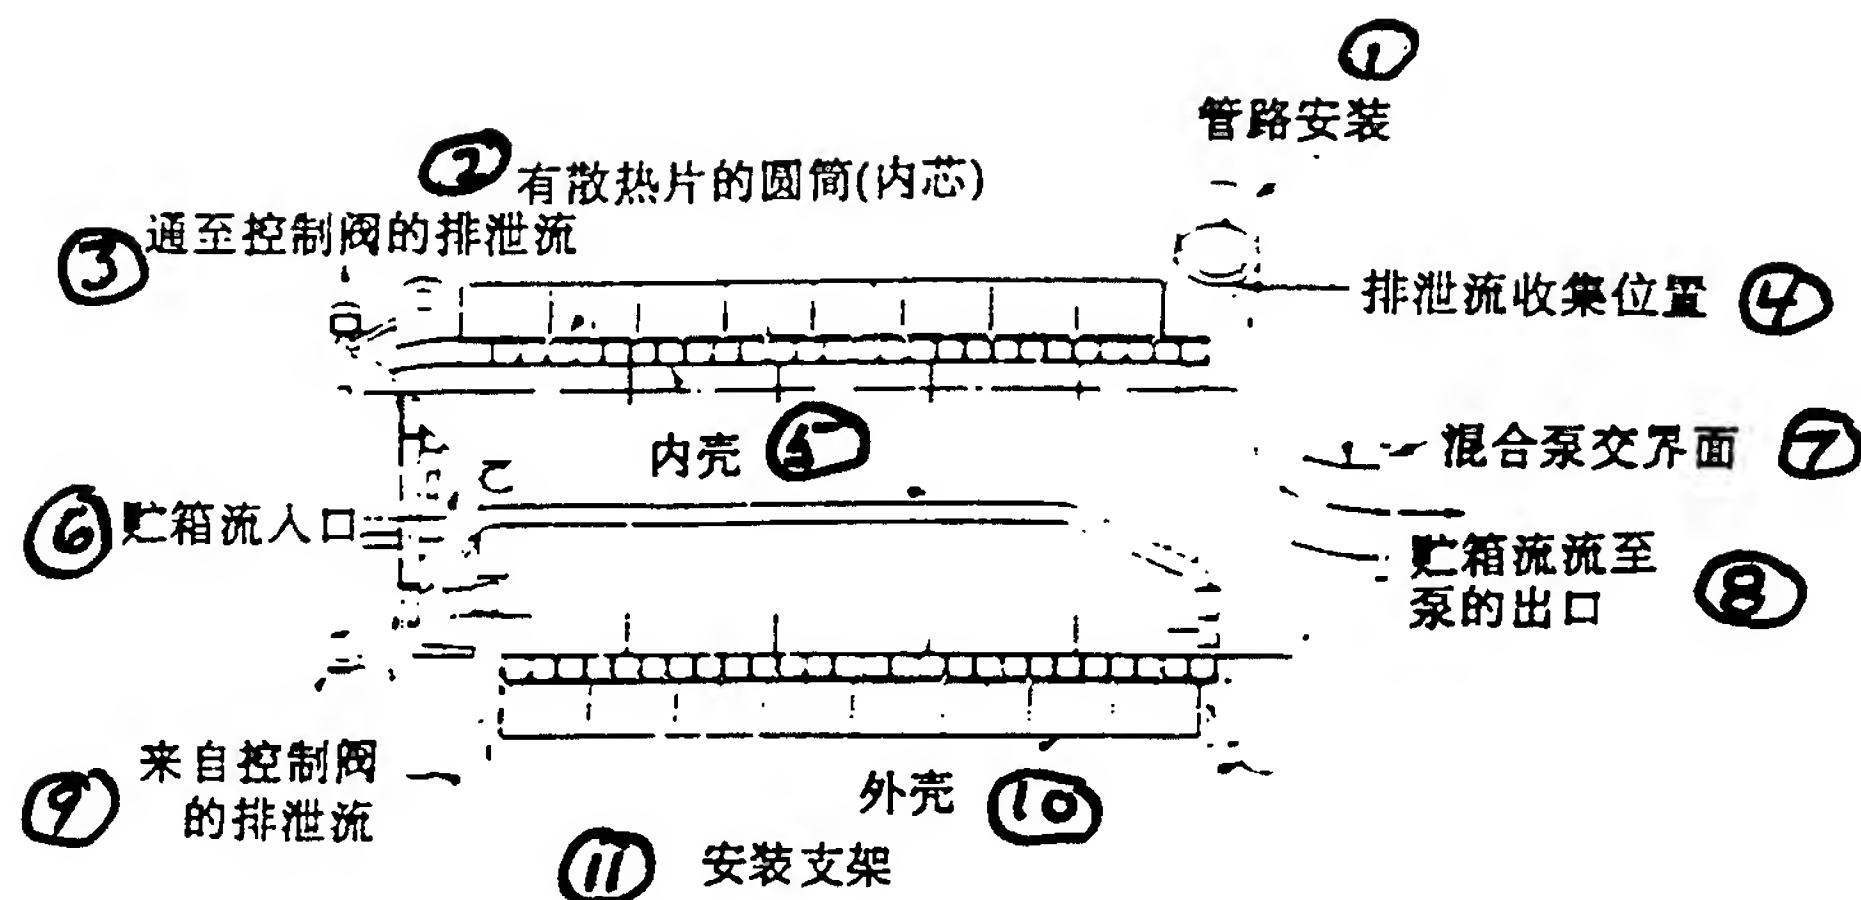 ①
管路安装
② 有散热片的圆筒(内芯)
③ 通至控制阀的排泄流
排泄流收集位置 ④
内壳 ⑤
混合泵交界面 ⑦
⑥ 贮箱流入口
贮箱流流至
泵的出口 ⑧
来自控制阀
⑨ 的排泄流
外壳 ⑩
⑪ 安装支架